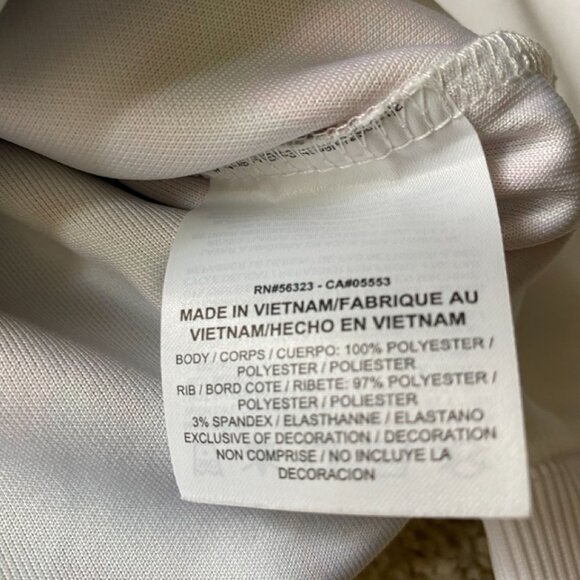 RN#56323 - CA#05553
MADE IN VIETNAM/FABRIQUE AU
VIETNAM/HECHO EN VIETNAM
BODY / CORPS / CUERPO: 100% POLYESTER /
POLYESTER / POLIESTER
RIB / BORD COTE / RIBETE: 97% POLYESTER /
POLYESTER / POLIESTER
3% SPANDEX / ELASTHANNE / ELASTANO
EXCLUSIVE OF DECORATION / DECORATION
NON COMPRISE / NO INCLUYE LA
DECORACION